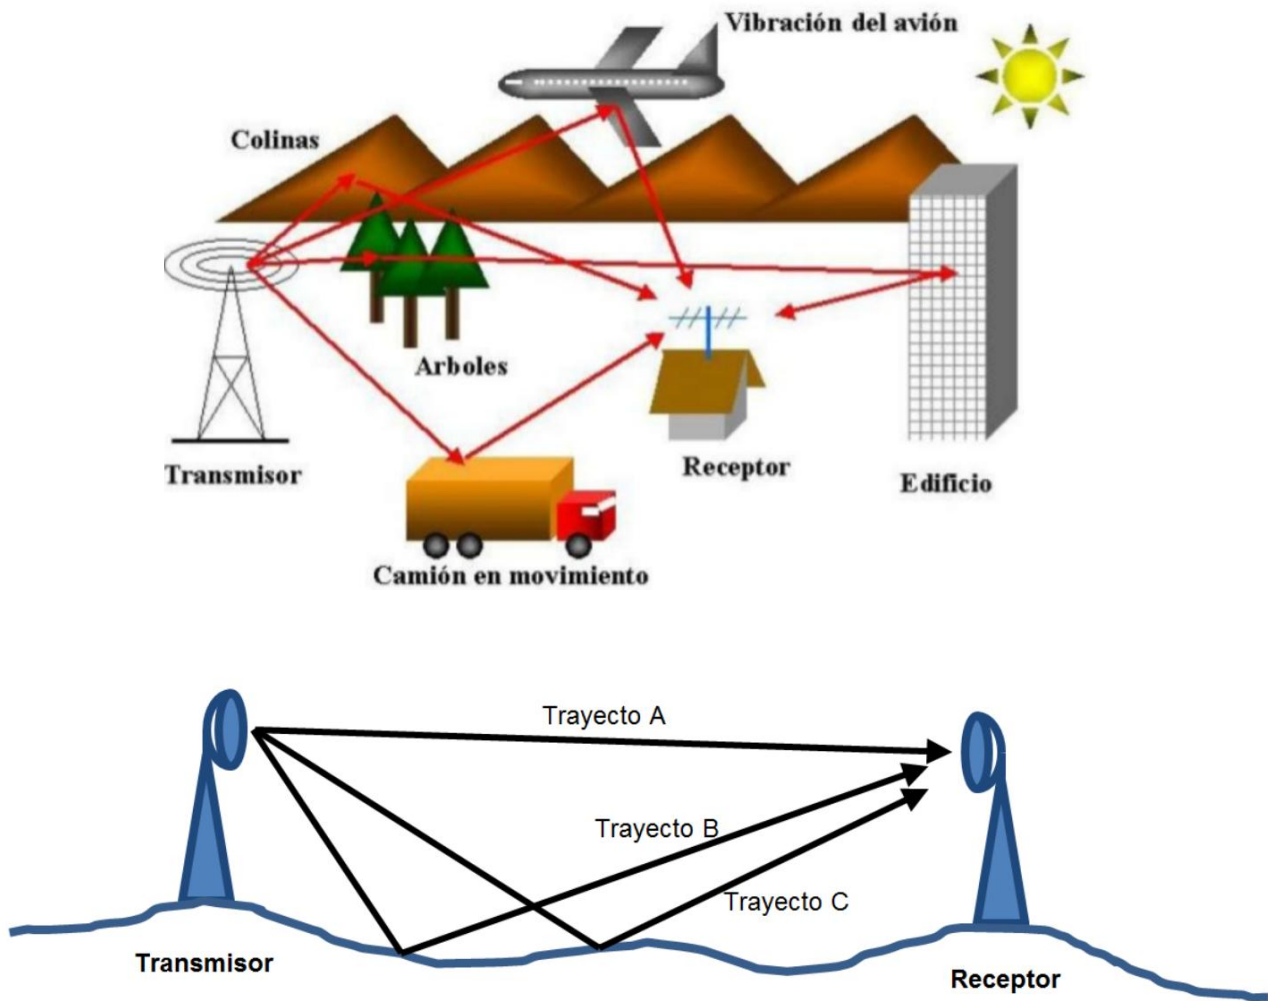 Vibración del avión
Colinas
Arboles
Transmisor
Receptor
Edificio
Camión en movimiento
Trayecto A
Trayecto B
Trayecto C
Transmisor
Receptor